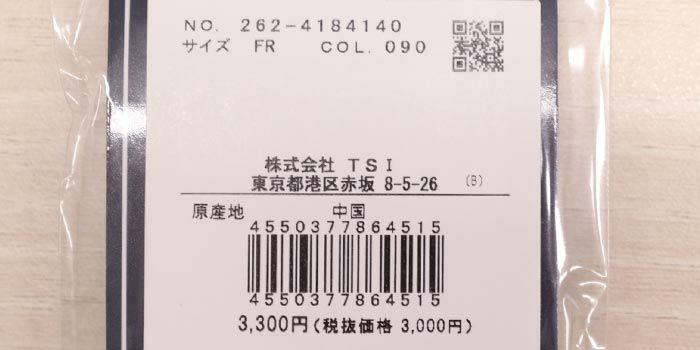 NO. 262-4184140
サイズ FR COL. 090
株式会社 TSI
東京都港区赤坂 8-5-26 (B)
原産地 中国
4550377864515
4550377864515
3,300円(税抜価格 3,000円)